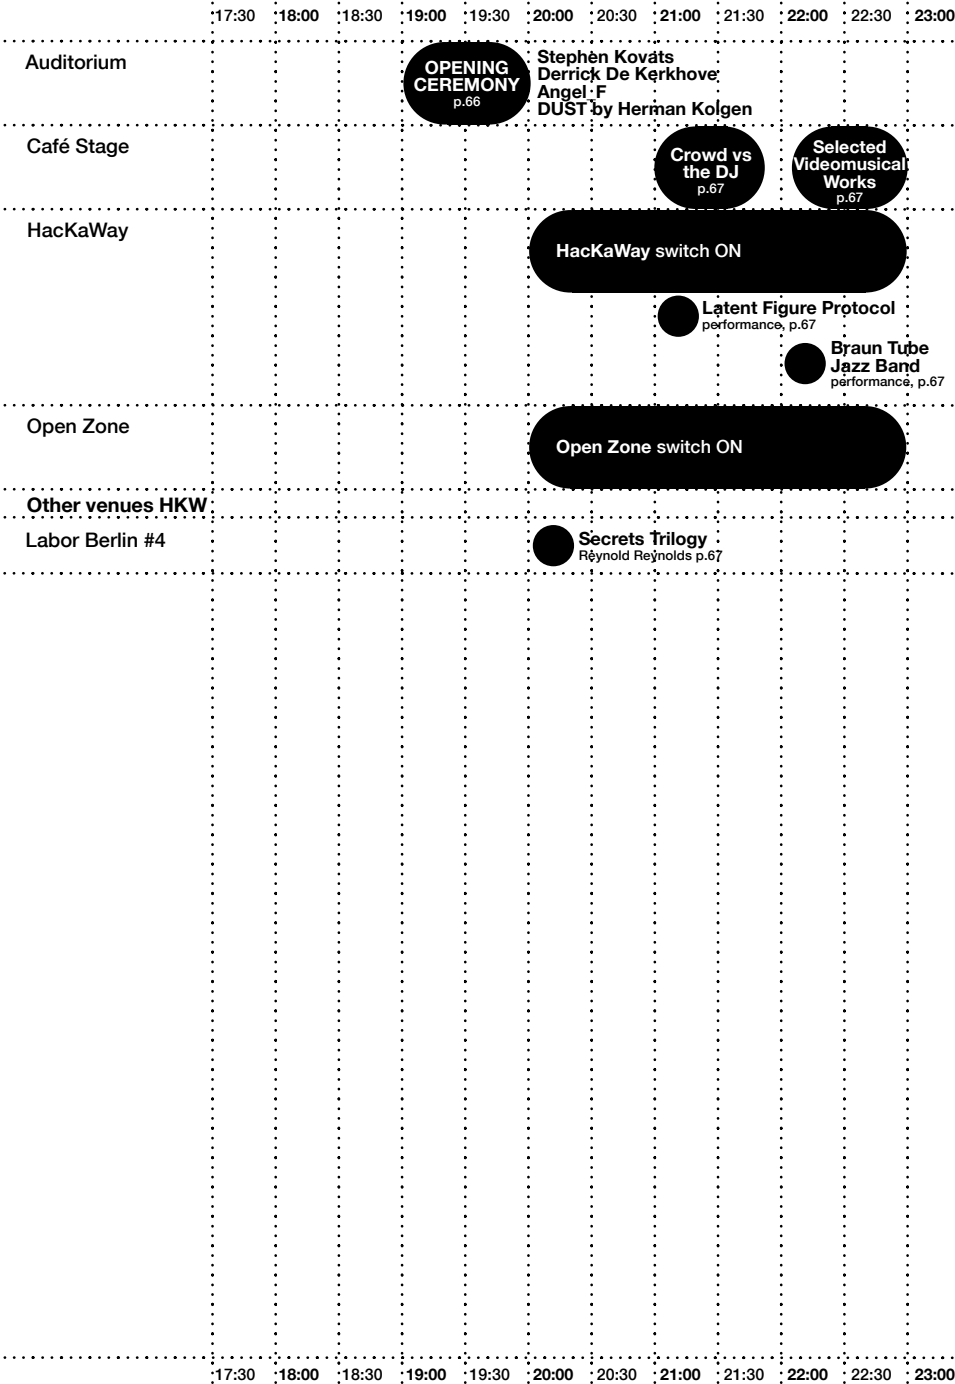 17:30 18:00 18:30 19:00 19:30 20:00 20:30 21:00 21:30 22:00 22:30 23:00
Auditorium
OPENING
CEREMONY
p.66
Stephen Kovats
Derrick De Kerkhove
Angel F
DUST by Herman Kolgen
Café Stage
Crowd vs
the DJ
p.67
Selected
Videomusical
Works
p.67
HacKaWay
HacKaWay switch ON
Latent Figure Protocol
performance, p.67
Braun Tube
Jazz Band
performance, p.67
Open Zone
Open Zone switch ON
Other venues HKW
Labor Berlin #4
Secrets Trilogy
Reynold Reynolds p.67
17:30 18:00 18:30 19:00 19:30 20:00 20:30 21:00 21:30 22:00 22:30 23:00